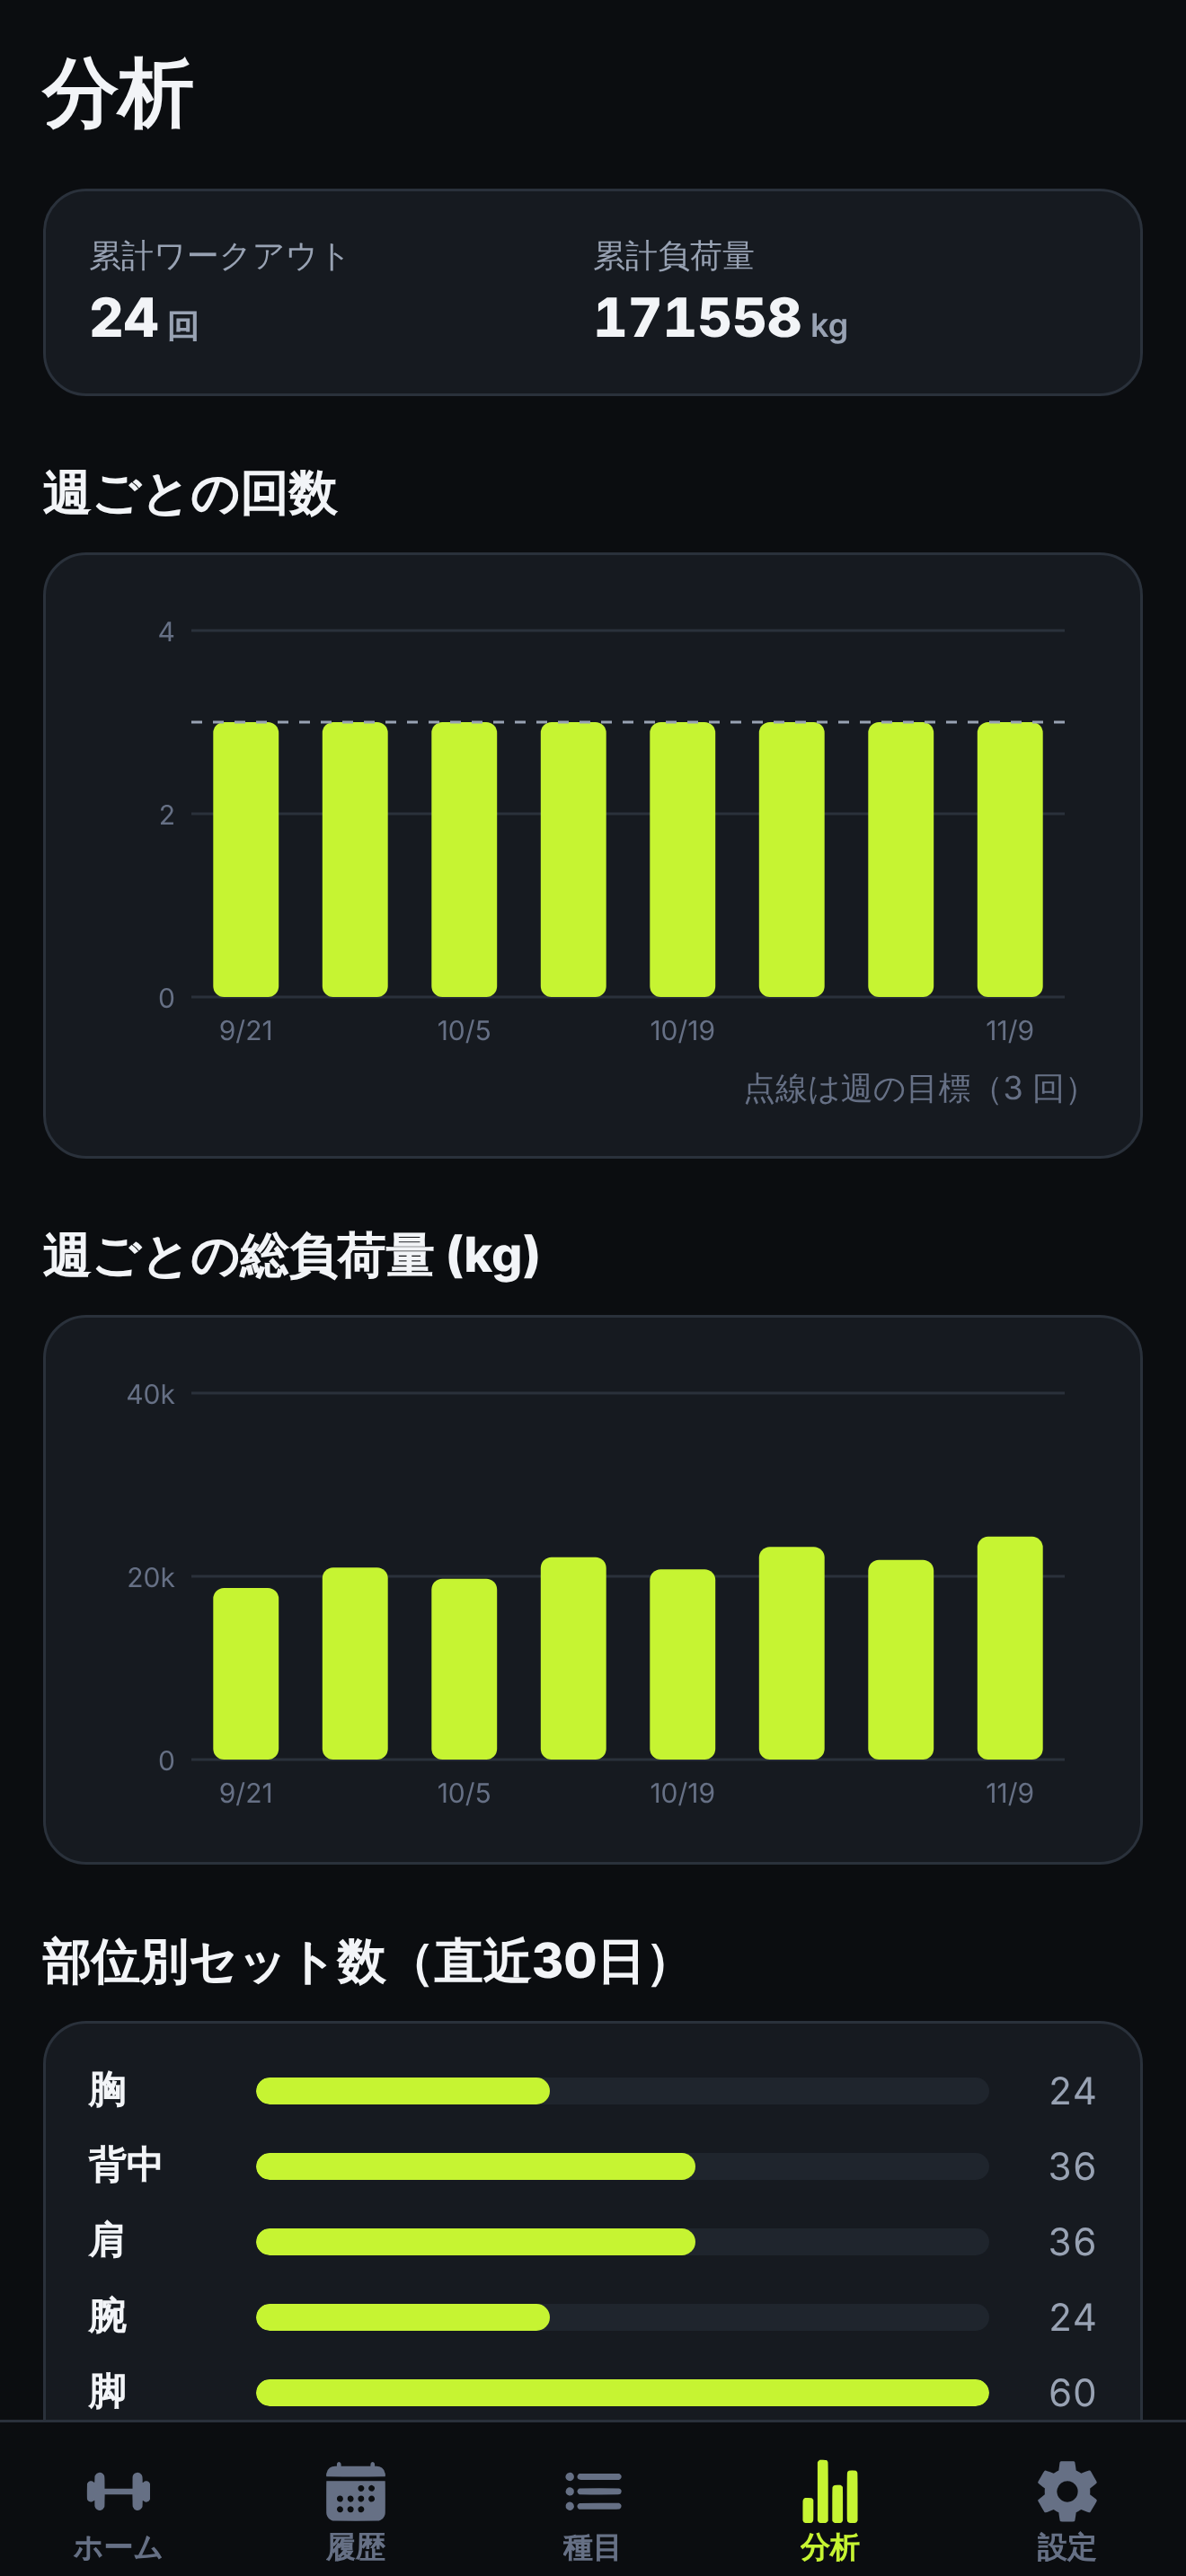 分析
累計ワークアウト
24 回
累計負荷量
171558 kg
週ごとの回数
4
2
0
9/21 10/5 10/19 11/9
点線は週の目標（3 回）
週ごとの総負荷量 (kg)
40k
20k
0
9/21 10/5 10/19 11/9
部位別セット数（直近30日）
胸 24
背中 36
肩 36
腕 24
脚 60
ホーム 履歴 種目 分析 設定